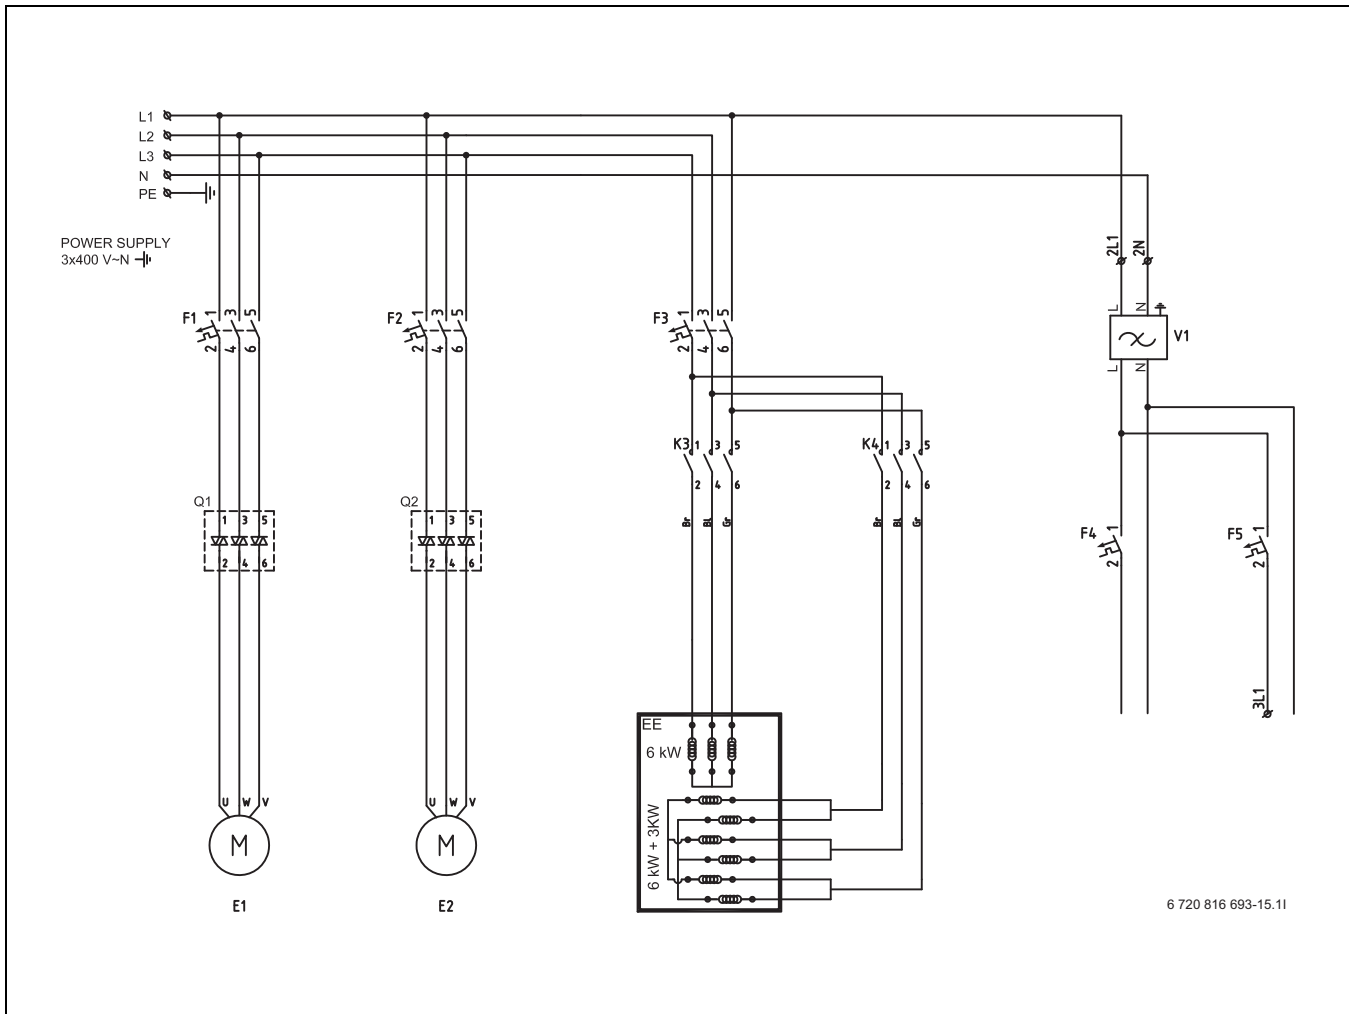 L1
L2
L3
N
PE
POWER SUPPLY
3x400 V~N
2L1 2N
F1 1 3 5
2 4 6
F2 1 3 5
2 4 6
F3 1 3 5
2 4 6
L N
V1
L N
K3 1 3 5
2 4 6
Br Bl Gr
K4 1 3 5
2 4 6
Br Bl Gr
Q1
1 3 5
2 4 6
Q2
1 3 5
2 4 6
F4 1
2
F5 1
2
3L1
EE
6 kW
6 kW + 3KW
U W V
M
E1
U W V
M
E2
6 720 816 693-15.1I